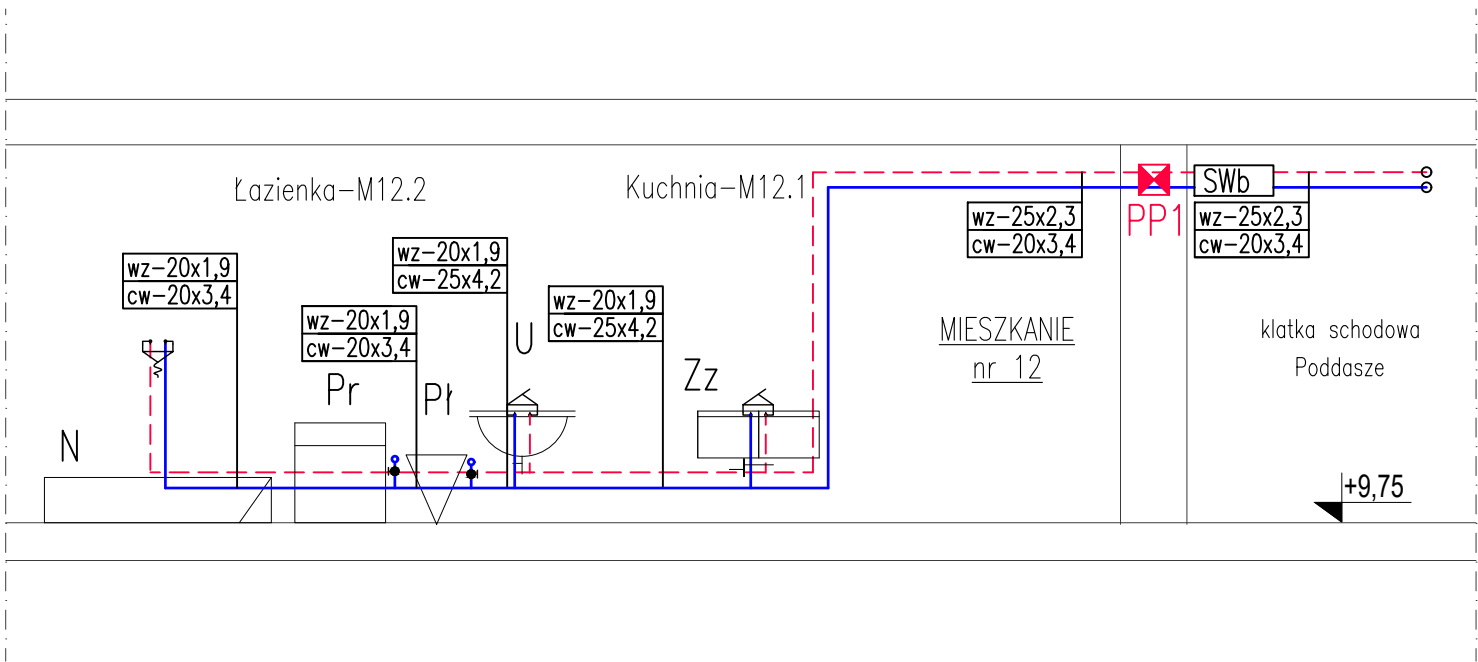 Łazienka-M12.2
Kuchnia-M12.1
SWb
PP1
wz-25x2,3
cw-20x3,4
wz-25x2,3
cw-20x3,4
wz-20x1,9
cw-25x4,2
wz-20x1,9
cw-20x3,4
wz-20x1,9
cw-25x4,2
wz-20x1,9
cw-20x3,4
U
MIESZKANIE
nr 12
klatka schodowa
Poddasze
Zz
Pr
Pł
N
+9,75